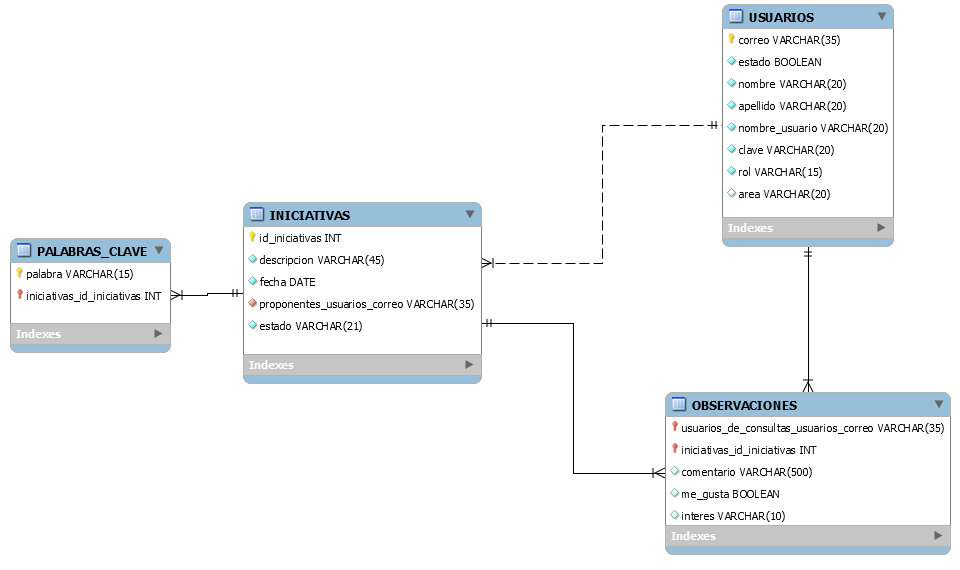 USUARIOS
correo VARCHAR(35)
estado BOOLEAN
nombre VARCHAR(20)
apellido VARCHAR(20)
nombre_usuario VARCHAR(20)
clave VARCHAR(20)
rol VARCHAR(15)
area VARCHAR(20)
Indexes
INICIATIVAS
id_iniciativas INT
descripcion VARCHAR(45)
fecha DATE
proponentes_usuarios_correo VARCHAR(35)
estado VARCHAR(21)
Indexes
PALABRAS_CLAVE
palabra VARCHAR(15)
iniciativas_id_iniciativas INT
Indexes
OBSERVACIONES
usuarios_de_consultas_usuarios_correo VARCHAR(35)
iniciativas_id_iniciativas INT
comentario VARCHAR(500)
me_gusta BOOLEAN
interes VARCHAR(10)
Indexes